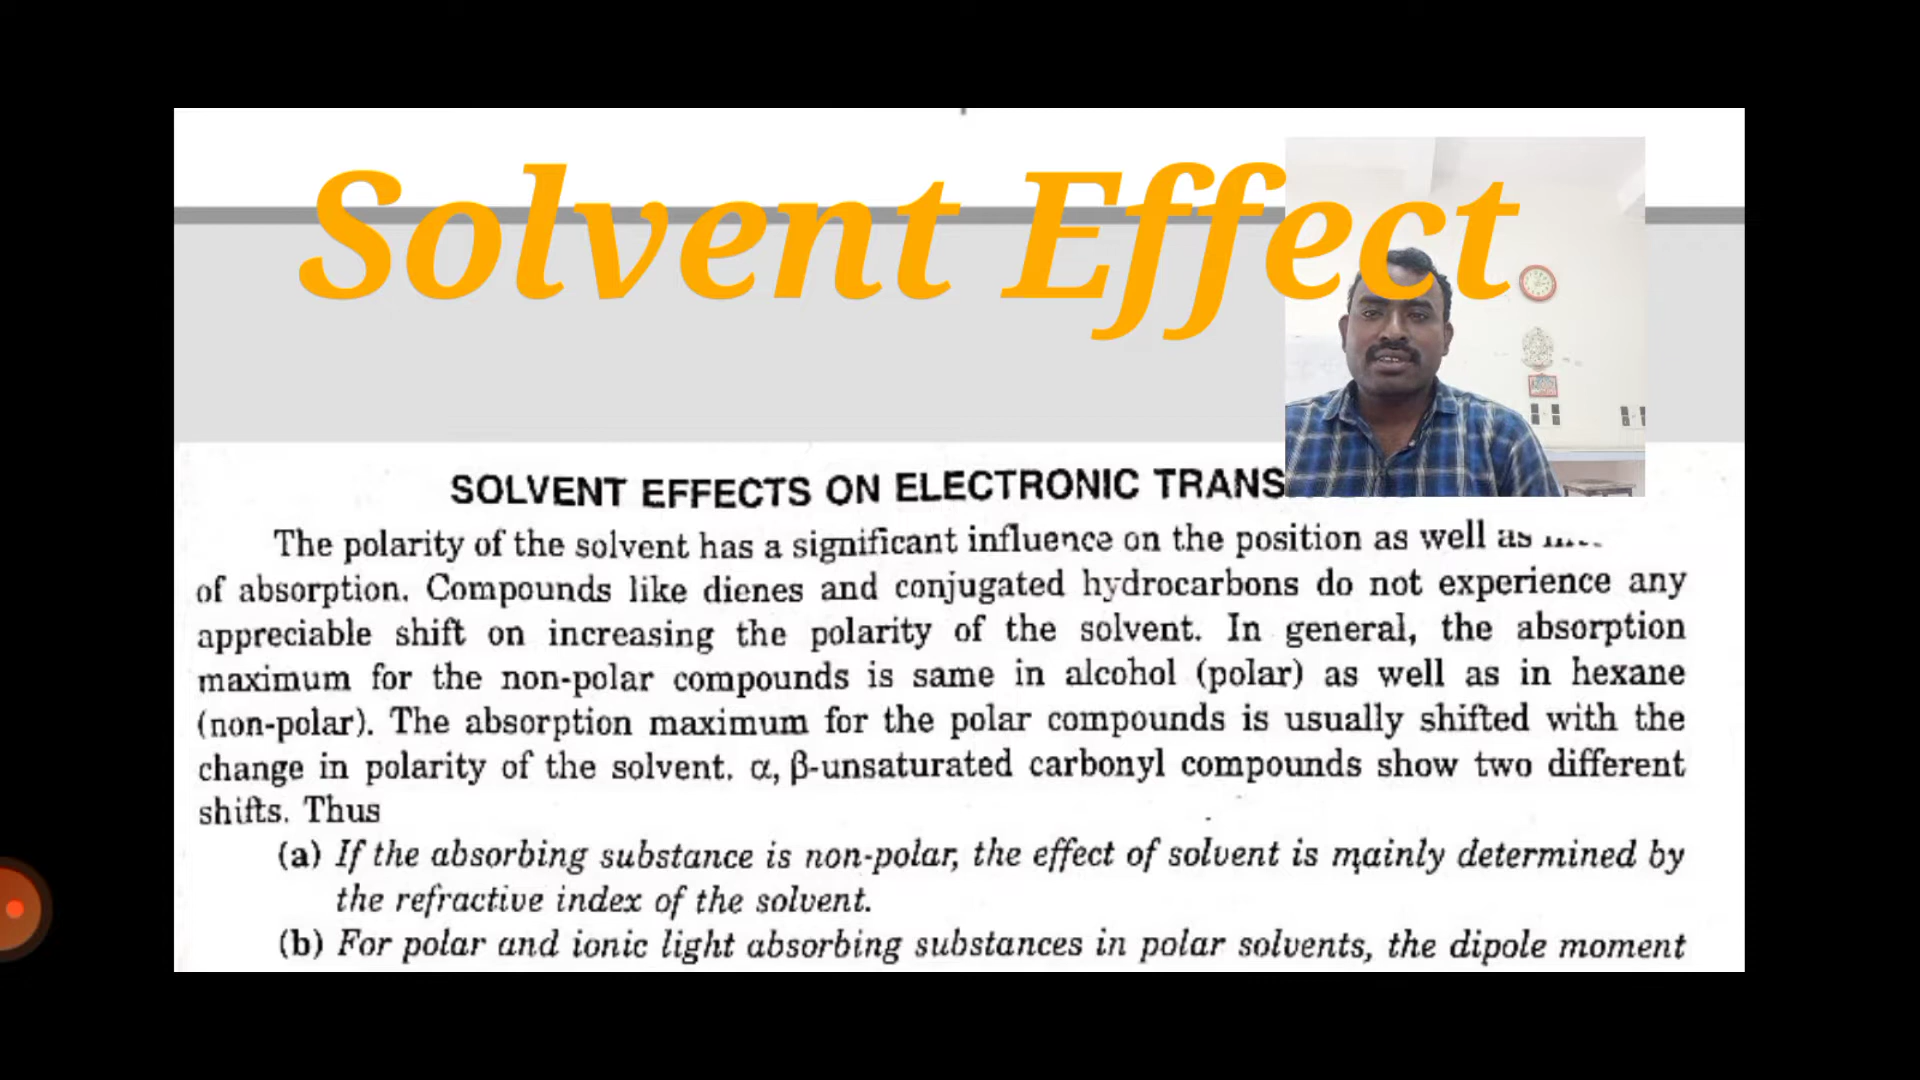 Solvent Effect
SOLVENT EFFECTS ON ELECTRONIC TRANS
The polarity of the solvent has a significant influence on the position as well as
of absorption. Compounds like dienes and conjugated hydrocarbons do not experience any
appreciable shift on increasing the polarity of the solvent. In general, the absorption
maximum for the non-polar compounds is same in alcohol (polar) as well as in hexane
(non-polar). The absorption maximum for the polar compounds is usually shifted with the
change in polarity of the solvent. α, β-unsaturated carbonyl compounds show two different
shifts. Thus
(a) If the absorbing substance is non-polar, the effect of solvent is mainly determined by
the refractive index of the solvent.
(b) For polar and ionic light absorbing substances in polar solvents, the dipole moment